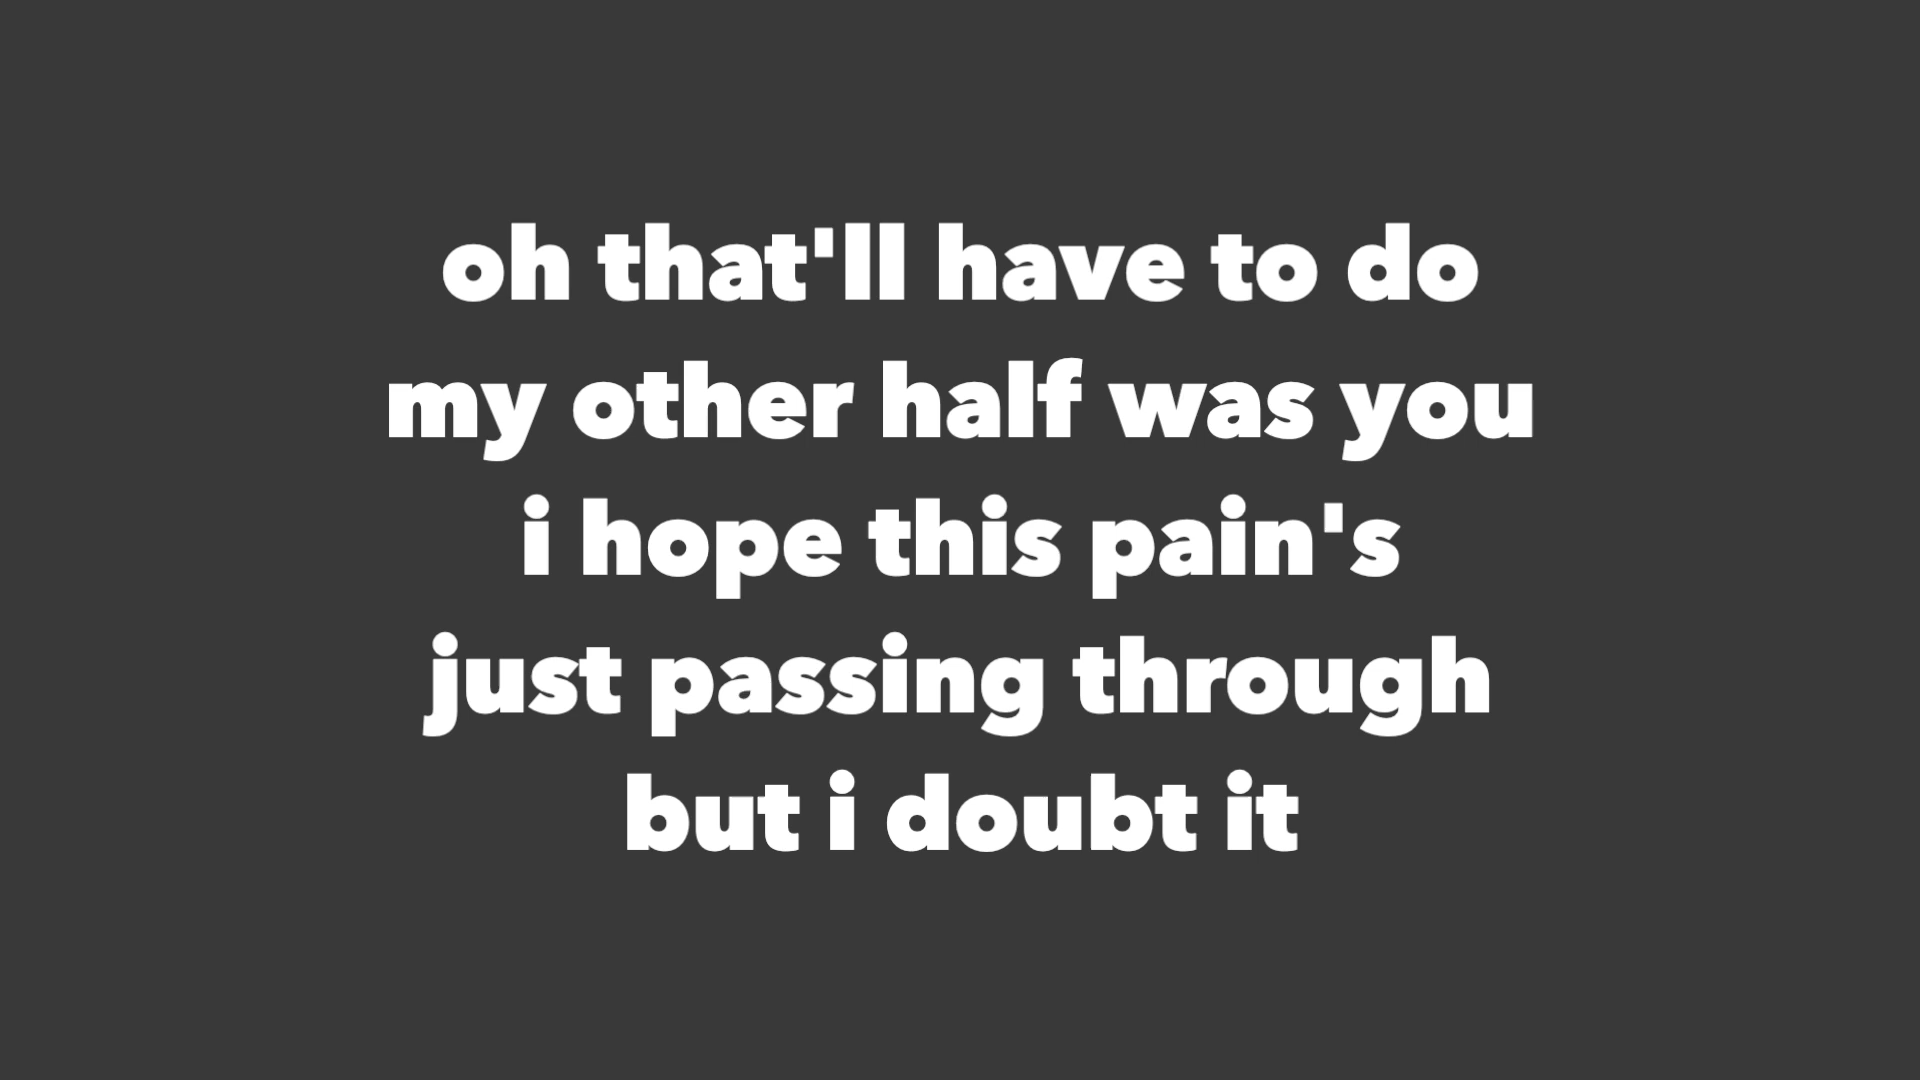 oh that'll have to do
my other half was you
i hope this pain's
just passing through
but i doubt it